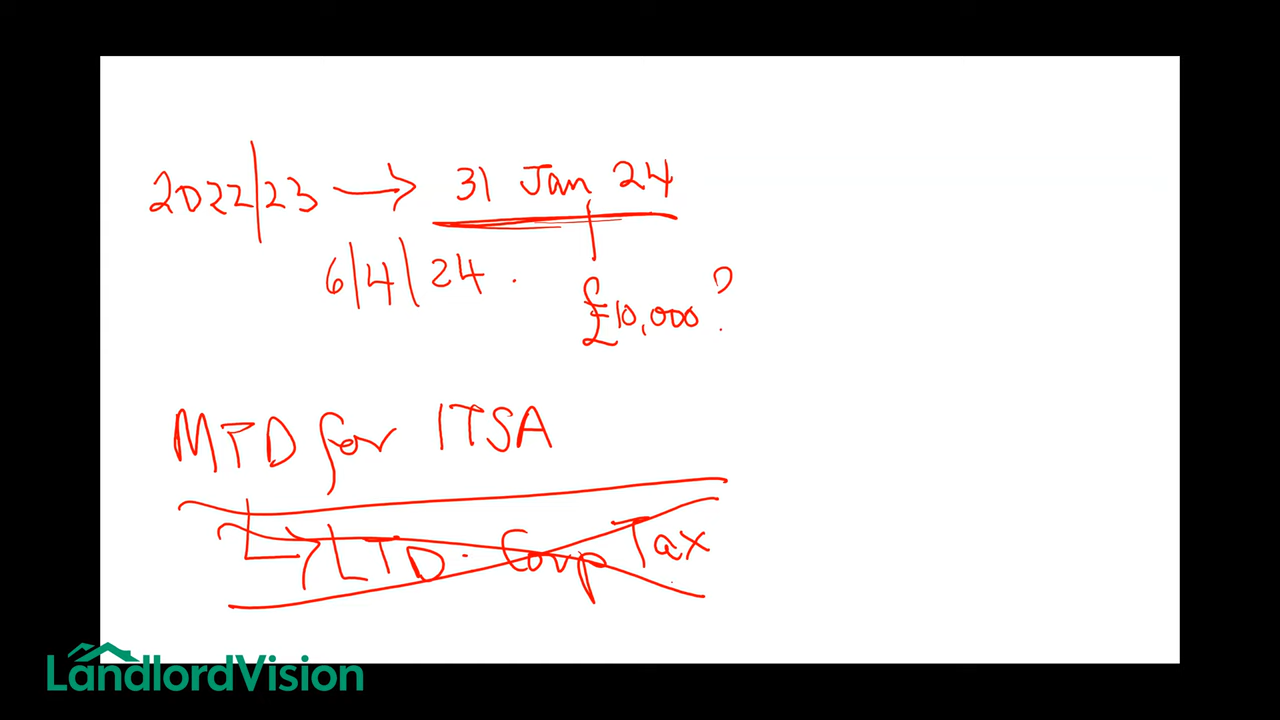 2022/23 → 31 Jan 24
6/4/24.
£10,000?
MTD for ITSA
↳ LTD. Corp Tax
LandlordVision